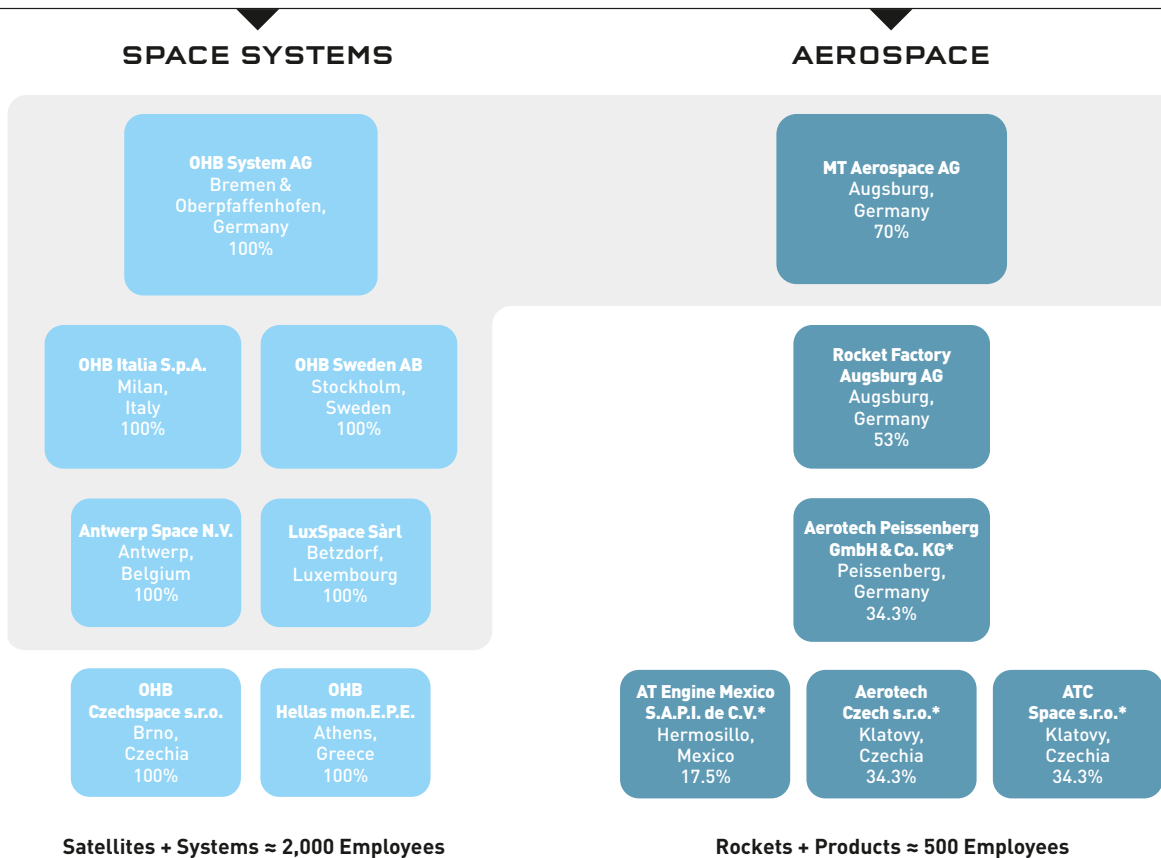 SPACE SYSTEMS
OHB System AG
Bremen &
Oberpfaffenhofen,
Germany
100%
OHB Italia S.p.A.
Milan,
Italy
100%
OHB Sweden AB
Stockholm,
Sweden
100%
Antwerp Space N.V.
Antwerp,
Belgium
100%
LuxSpace Sàrl
Betzdorf,
Luxembourg
100%
OHB
Czechspace s.r.o.
Brno,
Czechia
100%
OHB
Hellas mon.E.P.E.
Athens,
Greece
100%
Satellites + Systems ≈ 2,000 Employees
AEROSPACE
MT Aerospace AG
Augsburg,
Germany
70%
Rocket Factory
Augsburg AG
Augsburg,
Germany
53%
Aerotech Peissenberg
GmbH & Co. KG*
Peissenberg,
Germany
34.3%
AT Engine Mexico
S.A.P.I. de C.V.*
Hermosillo,
Mexico
17.5%
Aerotech
Czech s.r.o.*
Klatovy,
Czechia
34.3%
ATC
Space s.r.o.*
Klatovy,
Czechia
34.3%
Rockets + Products ≈ 500 Employees